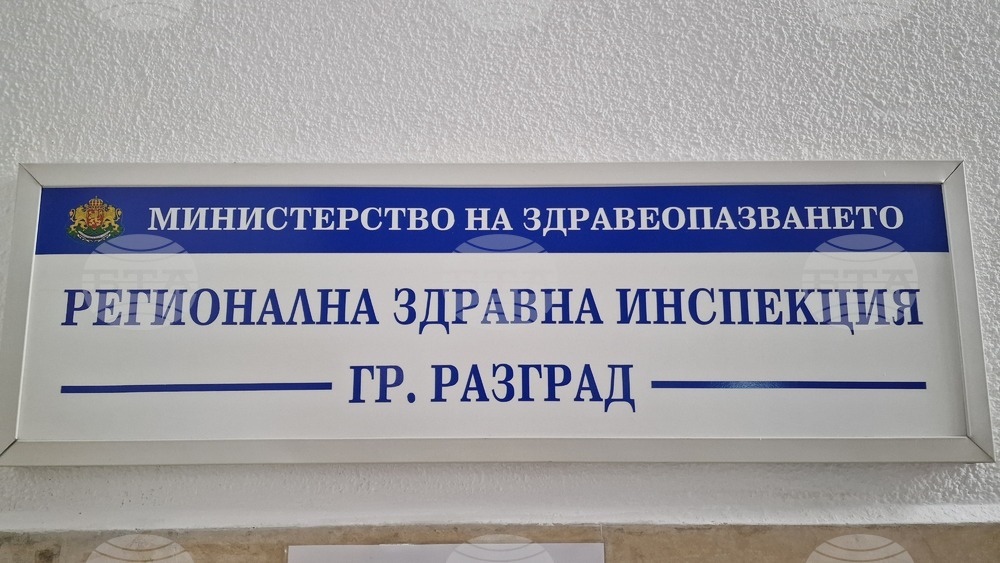 МИНИСТЕРСТВО НА ЗДРАВЕОПАЗВАНЕТО
РЕГИОНАЛНА ЗДРАВНА ИНСПЕКЦИЯ
ГР. РАЗГРАД